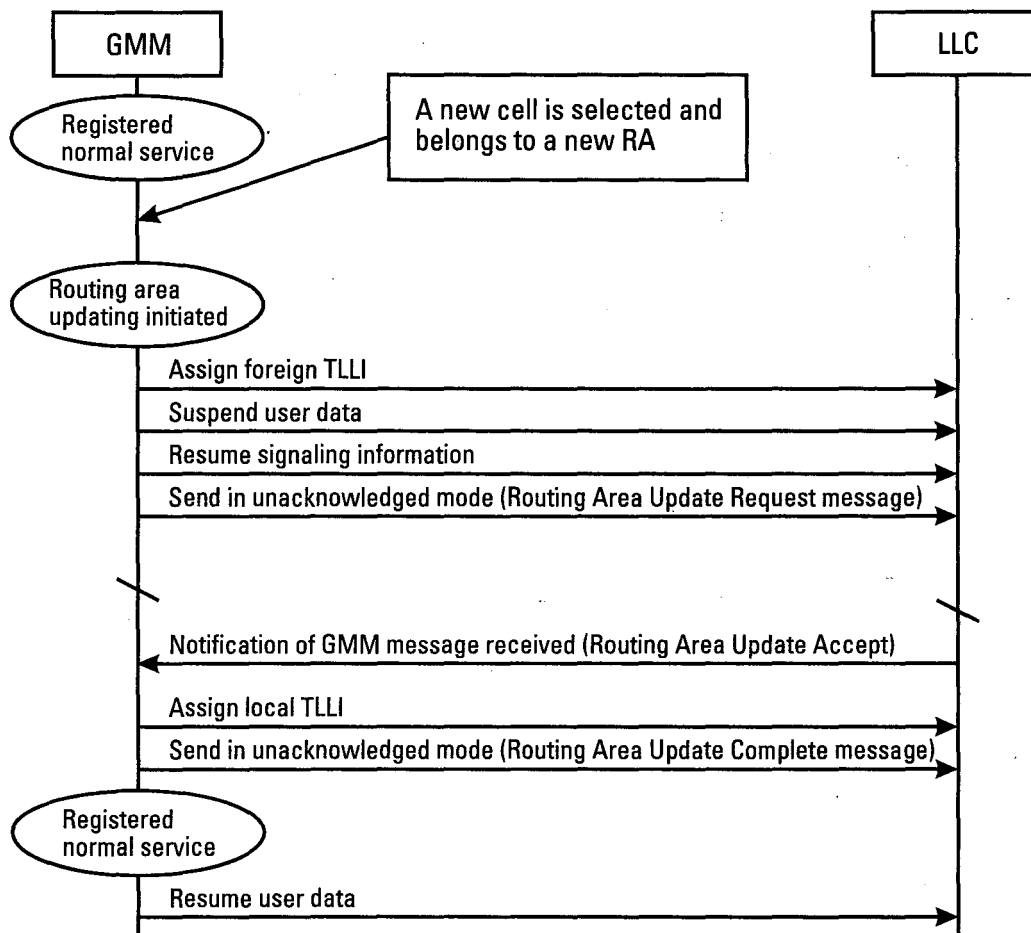 GMM
LLC
A new cell is selected and
belongs to a new RA
Registered
normal service
Routing area
updating initiated
Assign foreign TLLI
Suspend user data
Resume signaling information
Send in unacknowledged mode (Routing Area Update Request message)
Notification of GMM message received (Routing Area Update Accept)
Assign local TLLI
Send in unacknowledged mode (Routing Area Update Complete message)
Registered
normal service
Resume user data